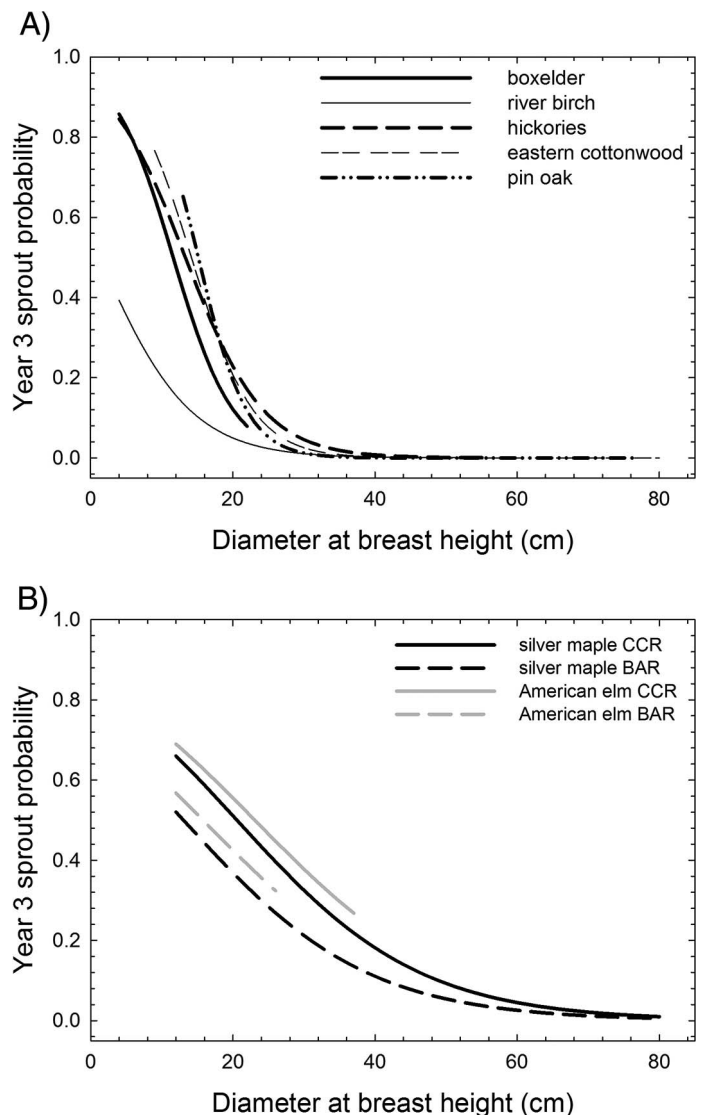 A)
1.0
0.8
0.6
0.4
0.2
0.0
Year 3 sprout probability
boxelder
river birch
hickories
eastern cottonwood
pin oak
0 20 40 60 80
Diameter at breast height (cm)
B)
1.0
0.8
0.6
0.4
0.2
0.0
Year 3 sprout probability
silver maple CCR
silver maple BAR
American elm CCR
American elm BAR
0 20 40 60 80
Diameter at breast height (cm)